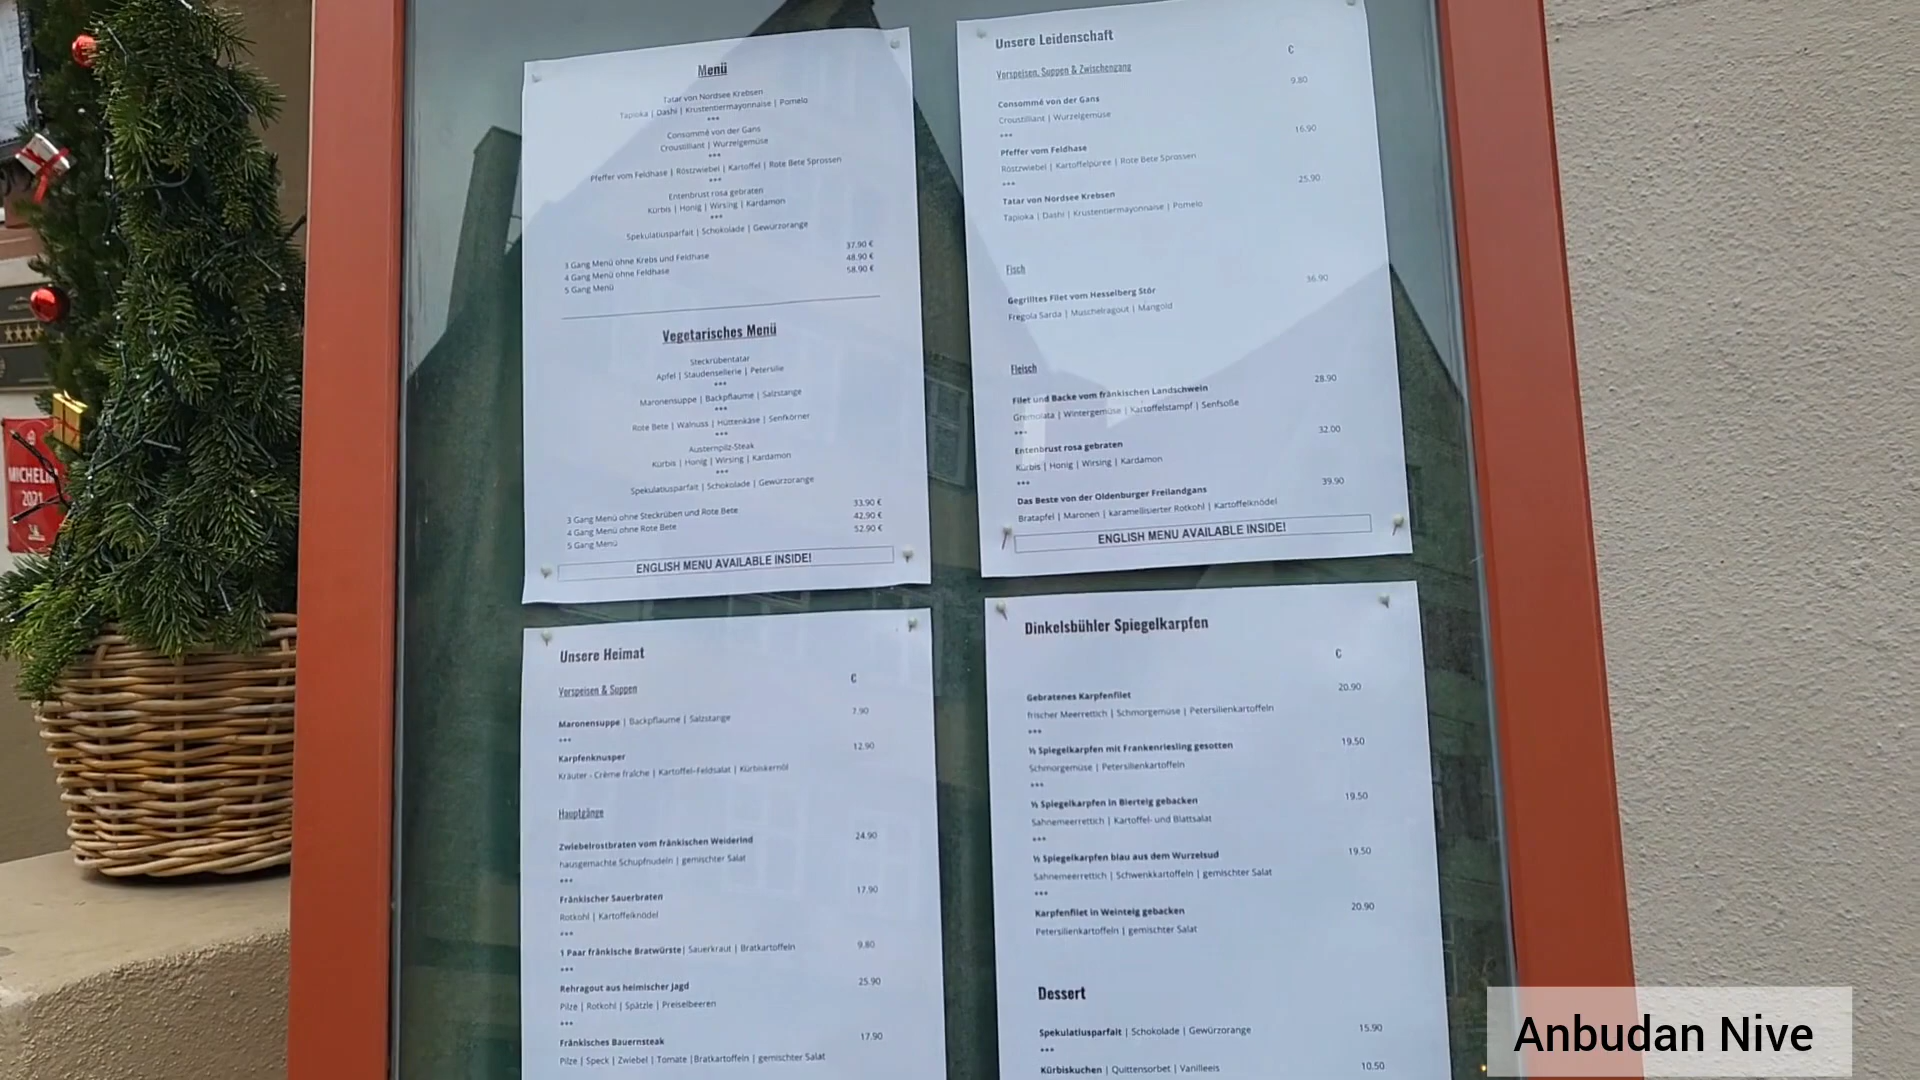 Menü
Tatar von Nordsee Krebsen
Tapioka | Dashi | Krustentiermayonnaise | Pomelo
***
Consommé von der Gans
Croustilliant | Wurzelgemüse
***
Pfeffer vom Feldhase | Röstzwiebel | Kartoffel | Rote Bete Sprossen
***
Entenbrust rosa gebraten
Kürbis | Honig | Wirsing | Kardamon
***
Spekulatiusparfait | Schokolade | Gewürzorange
3 Gang Menü ohne Krebs und Feldhase 37.90 €
4 Gang Menü ohne Feldhase 48.90 €
5 Gang Menü 58.90 €
Vegetarisches Menü
Steckrübentatar
Apfel | Staudensellerie | Petersilie
***
Maronensuppe | Backpflaume | Salzstange
***
Rote Bete | Walnuss | Hüttenkäse | Senfkörner
***
Austernpilz-Steak
Kürbis | Honig | Wirsing | Kardamon
***
Spekulatiusparfait | Schokolade | Gewürzorange
3 Gang Menü ohne Steckrüben und Rote Bete 33.90 €
4 Gang Menü ohne Rote Bete 42.90 €
5 Gang Menü 52.90 €
ENGLISH MENU AVAILABLE INSIDE!
Unsere Leidenschaft
€
Vorspeisen, Suppen & Zwischengang
Consommé von der Gans 9.80
Croustilliant | Wurzelgemüse
***
Pfeffer vom Feldhase 16.90
Röstzwiebel | Kartoffelpüree | Rote Bete Sprossen
***
Tatar von Nordsee Krebsen 25.90
Tapioka | Dashi | Krustentiermayonnaise | Pomelo
Fisch
Gegrilltes Filet vom Hesselberg Stör 36.90
Fregola Sarda | Muschelragout | Mangold
Fleisch
Filet und Backe vom fränkischen Landschwein 28.90
Gremolata | Wintergemüse | Kartoffelstampf | Senfsoße
***
Entenbrust rosa gebraten 32.00
Kürbis | Honig | Wirsing | Kardamon
***
Das Beste von der Oldenburger Freilandgans 39.90
Bratapfel | Maronen | karamellisierter Rotkohl | Kartoffelknödel
ENGLISH MENU AVAILABLE INSIDE!
Unsere Heimat
€
Vorspeisen & Suppen
Maronensuppe | Backpflaume | Salzstange 7.90
***
Karpfenknusper 12.90
Kräuter - Crème fraîche | Kartoffel-Feldsalat | Kürbiskernöl
Hauptgänge
Zwiebelrostbraten vom fränkischen Weiderind 24.90
hausgemachte Schupfnudeln | gemischter Salat
***
Fränkischer Sauerbraten 17.90
Rotkohl | Kartoffelknödel
***
1 Paar fränkische Bratwürste| Sauerkraut | Bratkartoffeln 9.80
***
Rehragout aus heimischer Jagd 25.90
Pilze | Rotkohl | Spätzle | Preiselbeeren
***
Fränkisches Bauernsteak 17.90
Pilze | Speck | Zwiebel | Tomate |Bratkartoffeln | gemischter Salat
Dinkelsbühler Spiegelkarpfen
€
Gebratenes Karpfenfilet 20.90
frischer Meerrettich | Schmorgemüse | Petersilienkartoffeln
***
½ Spiegelkarpfen mit Frankenriesling gesotten 19.50
Schmorgemüse | Petersilienkartoffeln
***
½ Spiegelkarpfen in Bierteig gebacken 19.50
Sahnemeerrettich | Kartoffel- und Blattsalat
***
½ Spiegelkarpfen blau aus dem Wurzelsud 19.50
Sahnemeerrettich | Schwenkkartoffeln | gemischter Salat
***
Karpfenfilet in Weinteig gebacken 20.90
Petersilienkartoffeln | gemischter Salat
Dessert
Spekulatiusparfait | Schokolade | Gewürzorange 15.90
***
Kürbiskuchen | Quittensorbet | Vanilleeis 10.50
MICHELIN
2021
Anbudan Nive